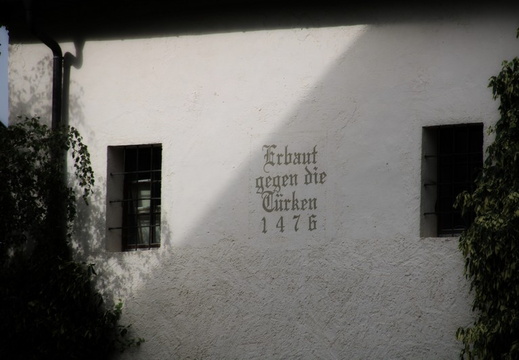 Erbaut
gegen die
Türken
1476